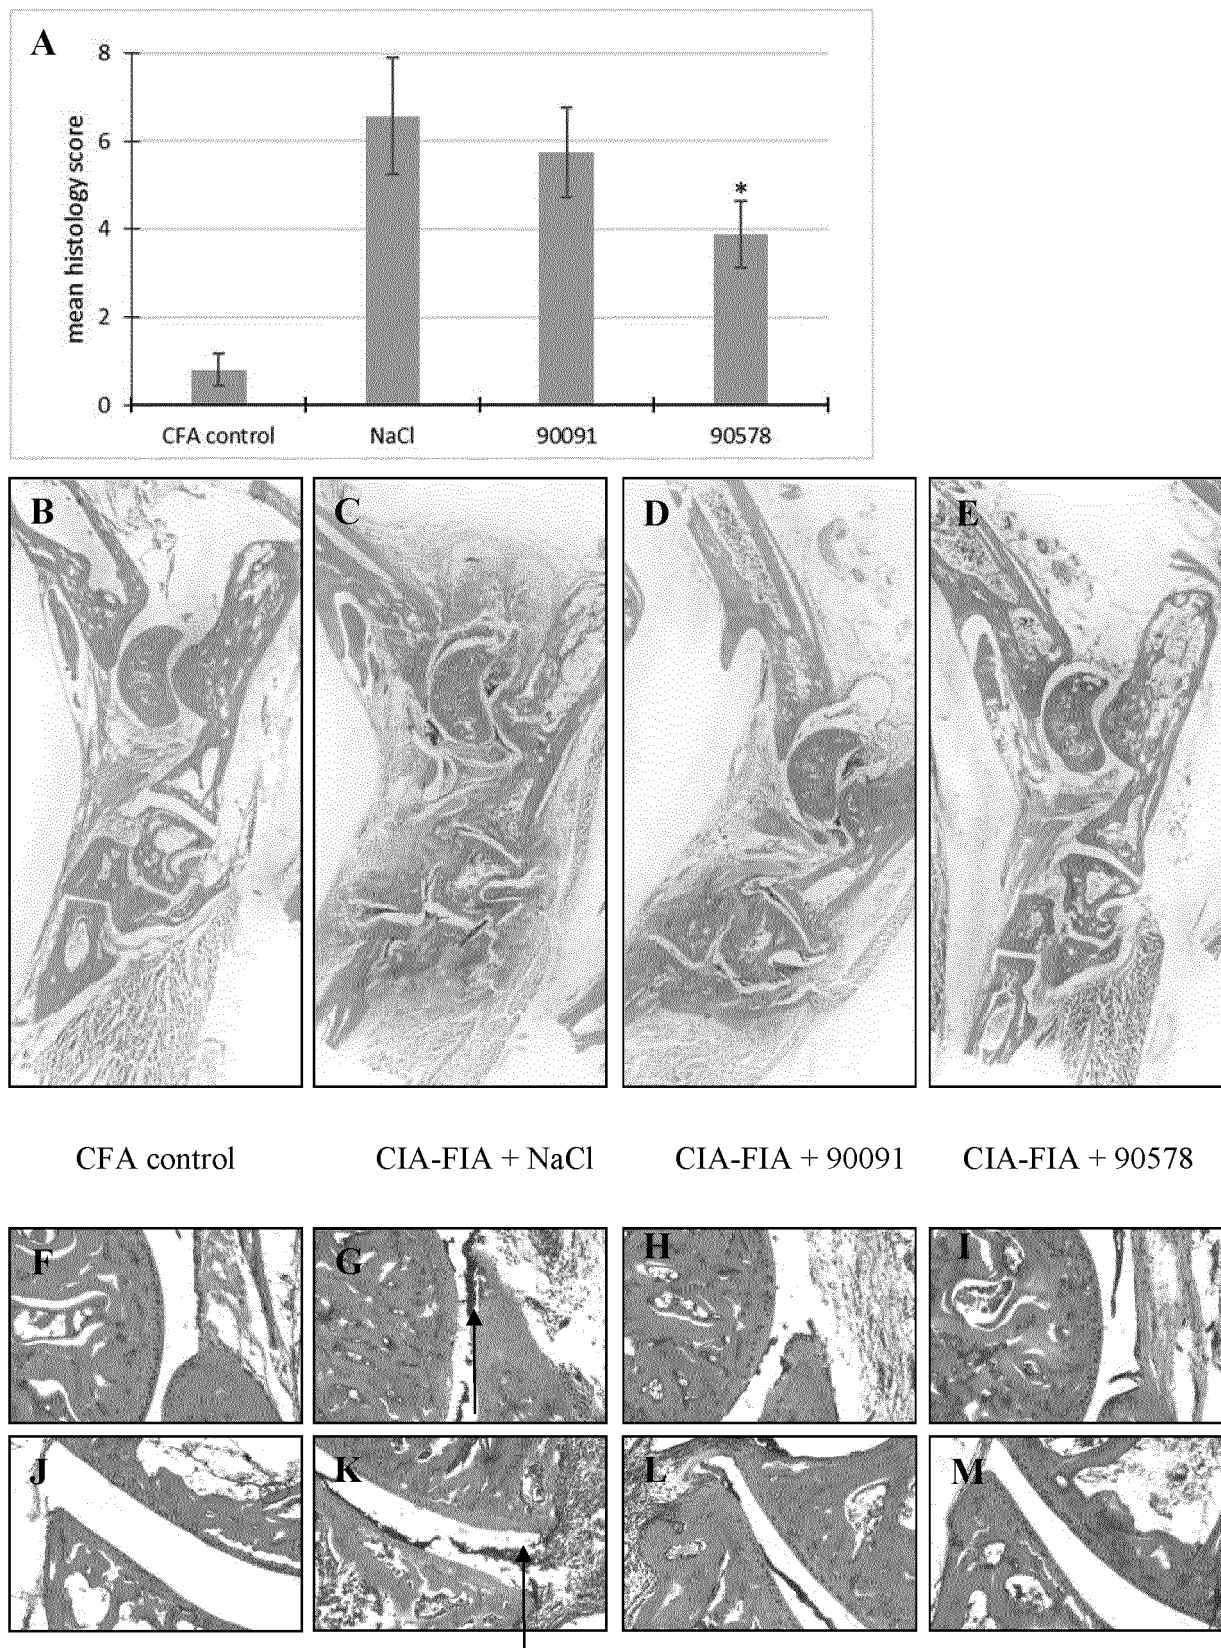 A
8
6
4
2
0
mean histology score
*
CFA control NaCl 90091 90578
B C D E
CFA control CIA-FIA + NaCl CIA-FIA + 90091 CIA-FIA + 90578
F G H I
J K L M